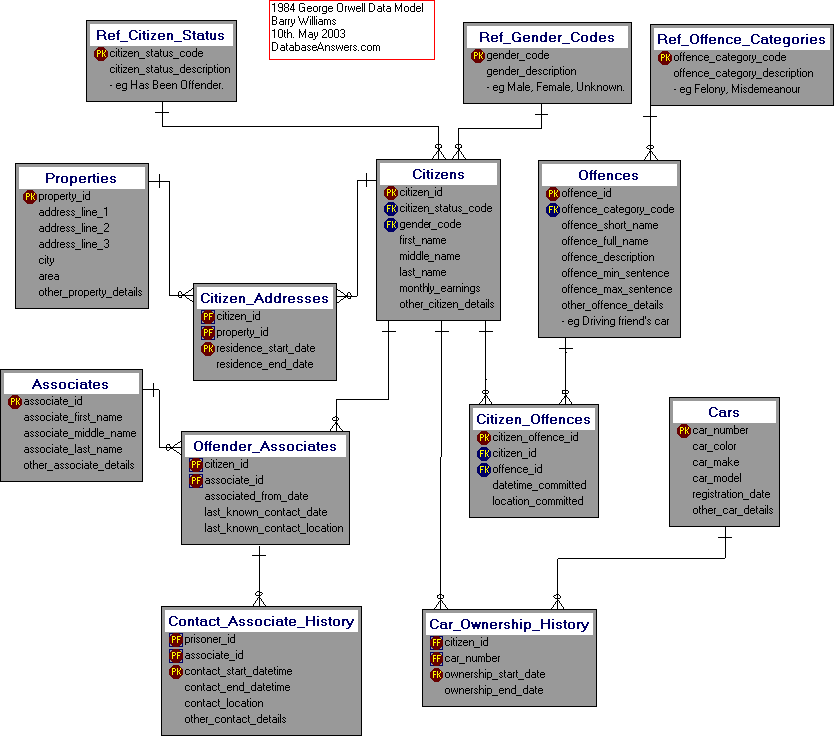 1984 George Orwell Data Model
Barry Williams
10th. May 2003
DatabaseAnswers.com
Ref_Citizen_Status
PK citizen_status_code
citizen_status_description
- eg Has Been Offender.
Ref_Gender_Codes
PK gender_code
gender_description
- eg Male, Female, Unknown.
Ref_Offence_Categories
PK offence_category_code
offence_category_description
- eg Felony, Misdemeanour
Properties
PK property_id
address_line_1
address_line_2
address_line_3
city
area
other_property_details
Citizens
PK citizen_id
FK citizen_status_code
FK gender_code
first_name
middle_name
last_name
monthly_earnings
other_citizen_details
Offences
PK offence_id
FK offence_category_code
offence_short_name
offence_full_name
offence_description
offence_min_sentence
offence_max_sentence
other_offence_details
- eg Driving friend's car
Citizen_Addresses
PF citizen_id
PF property_id
PK residence_start_date
residence_end_date
Associates
PK associate_id
associate_first_name
associate_middle_name
associate_last_name
other_associate_details
Offender_Associates
PF citizen_id
PF associate_id
associated_from_date
last_known_contact_date
last_known_contact_location
Citizen_Offences
PK citizen_offence_id
FK citizen_id
FK offence_id
datetime_committed
location_committed
Cars
PK car_number
car_color
car_make
car_model
registration_date
other_car_details
Contact_Associate_History
PF prisoner_id
PF associate_id
PK contact_start_datetime
contact_end_datetime
contact_location
other_contact_details
Car_Ownership_History
FF citizen_id
FF car_number
FK ownership_start_date
ownership_end_date